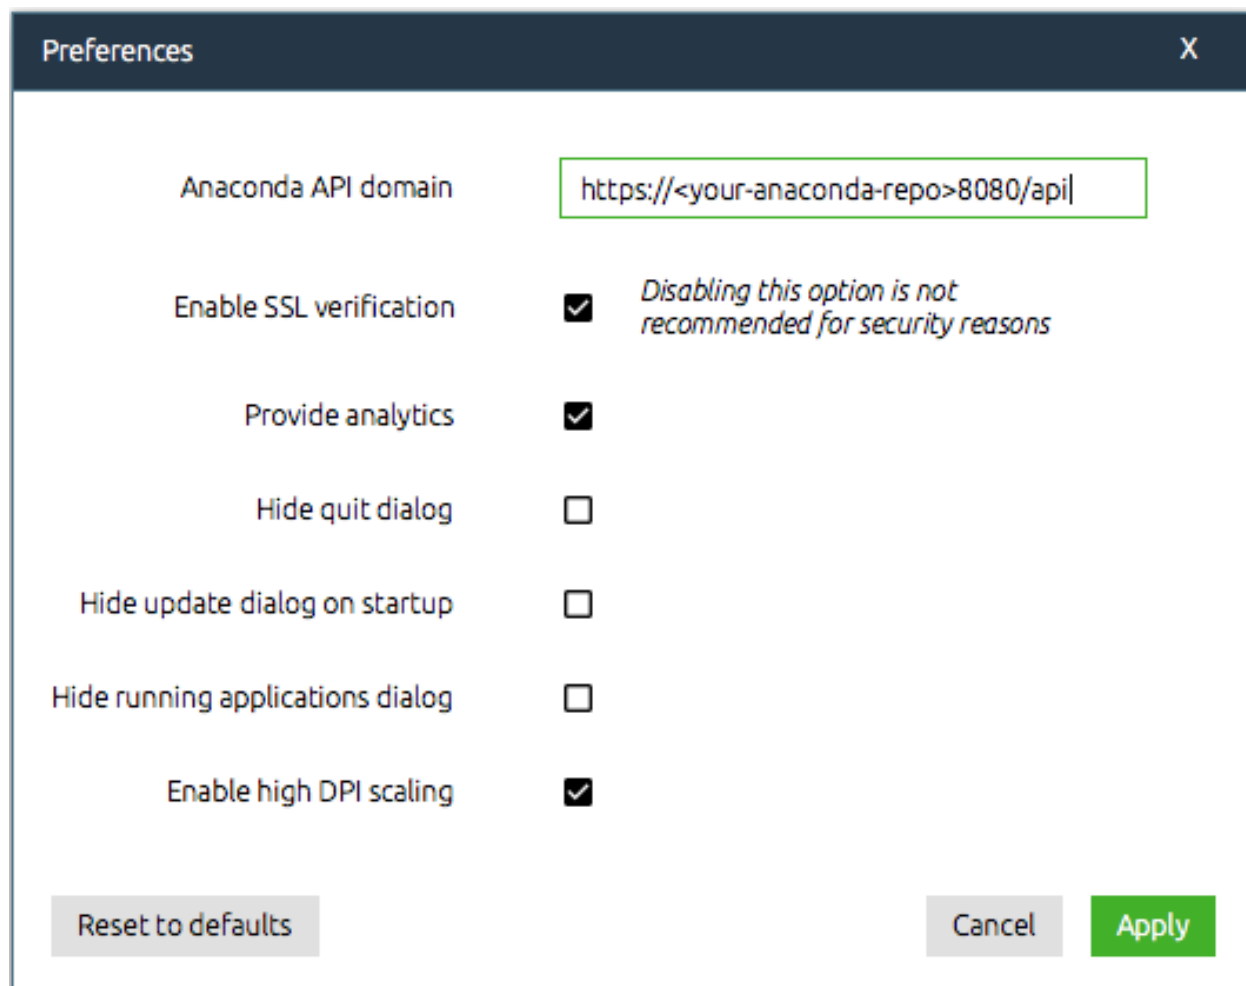 Preferences X
Anaconda API domain https://<your-anaconda-repo>8080/api
Enable SSL verification Disabling this option is not
recommended for security reasons
Provide analytics
Hide quit dialog
Hide update dialog on startup
Hide running applications dialog
Enable high DPI scaling
Reset to defaults Cancel Apply